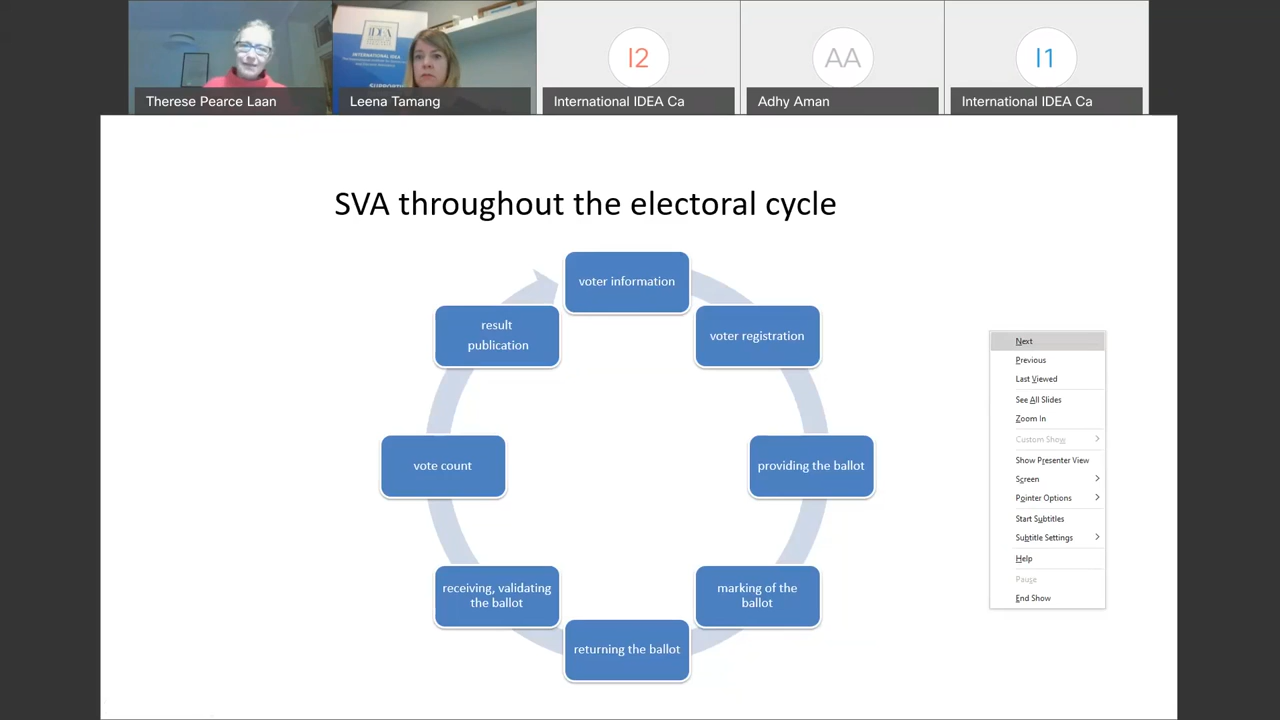 IDEA
INTERNATIONAL IDEA
I2
AA
I1
Therese Pearce Laan
Leena Tamang
International IDEA Ca
Adhy Aman
International IDEA Ca
SVA throughout the electoral cycle
voter information
voter registration
providing the ballot
marking of the
ballot
returning the ballot
receiving, validating
the ballot
vote count
result
publication
Next
Previous
Last Viewed
See All Slides
Zoom In
Custom Show
Show Presenter View
Screen
Pointer Options
Start Subtitles
Subtitle Settings
Help
Pause
End Show